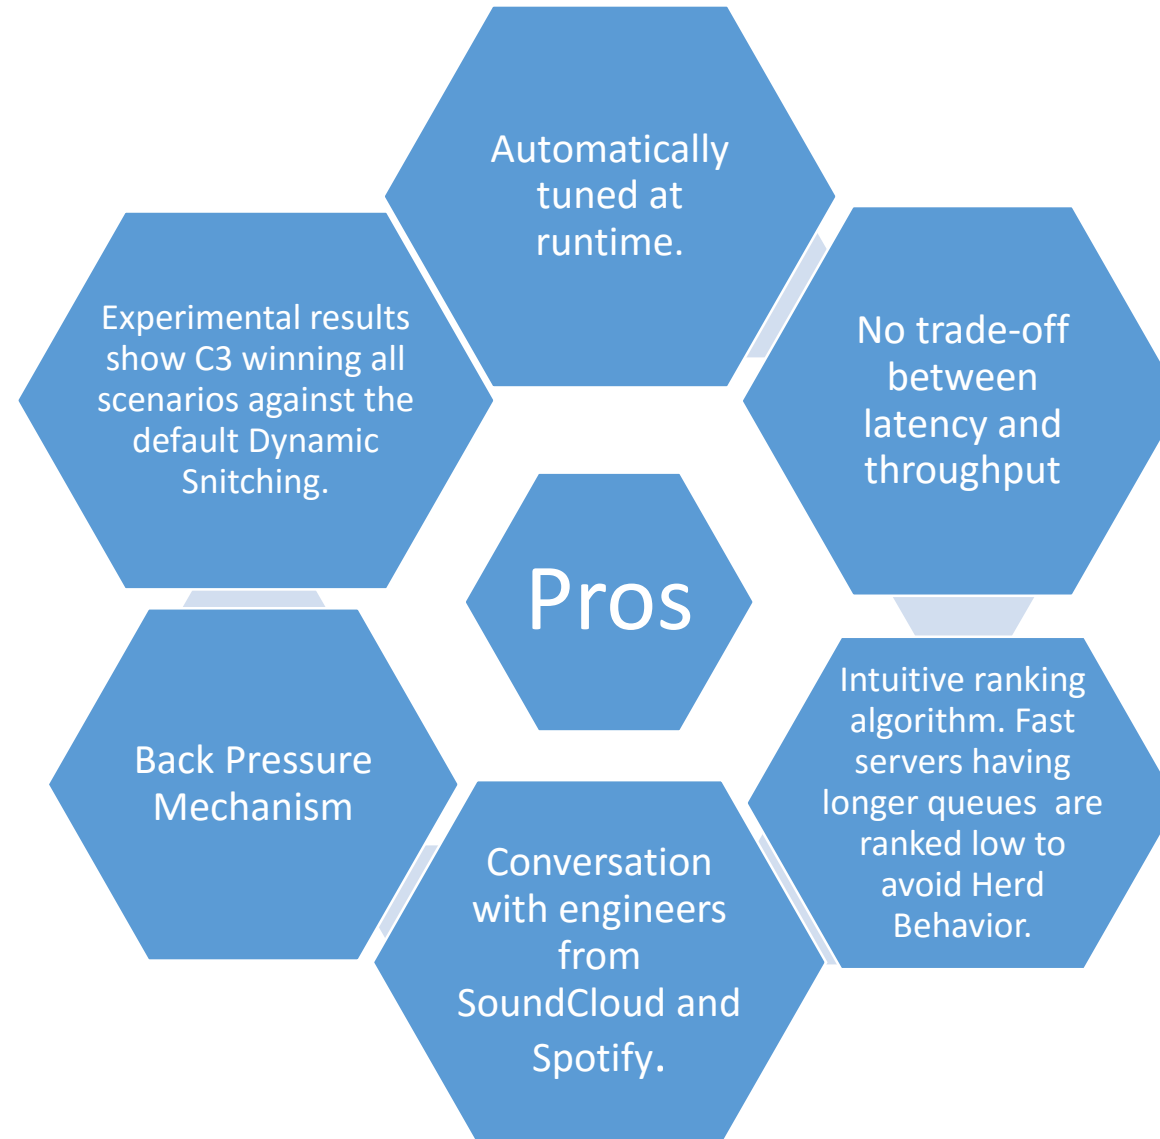 Automatically
tuned at
runtime.
No trade-off
between
latency and
throughput
Intuitive ranking
algorithm. Fast
servers having
longer queues  are
ranked low to
avoid Herd
Behavior.
Conversation
with engineers
from
SoundCloud and
Spotify.
Back Pressure
Mechanism
Experimental results
show C3 winning all
scenarios against the
default Dynamic
Snitching.
Pros